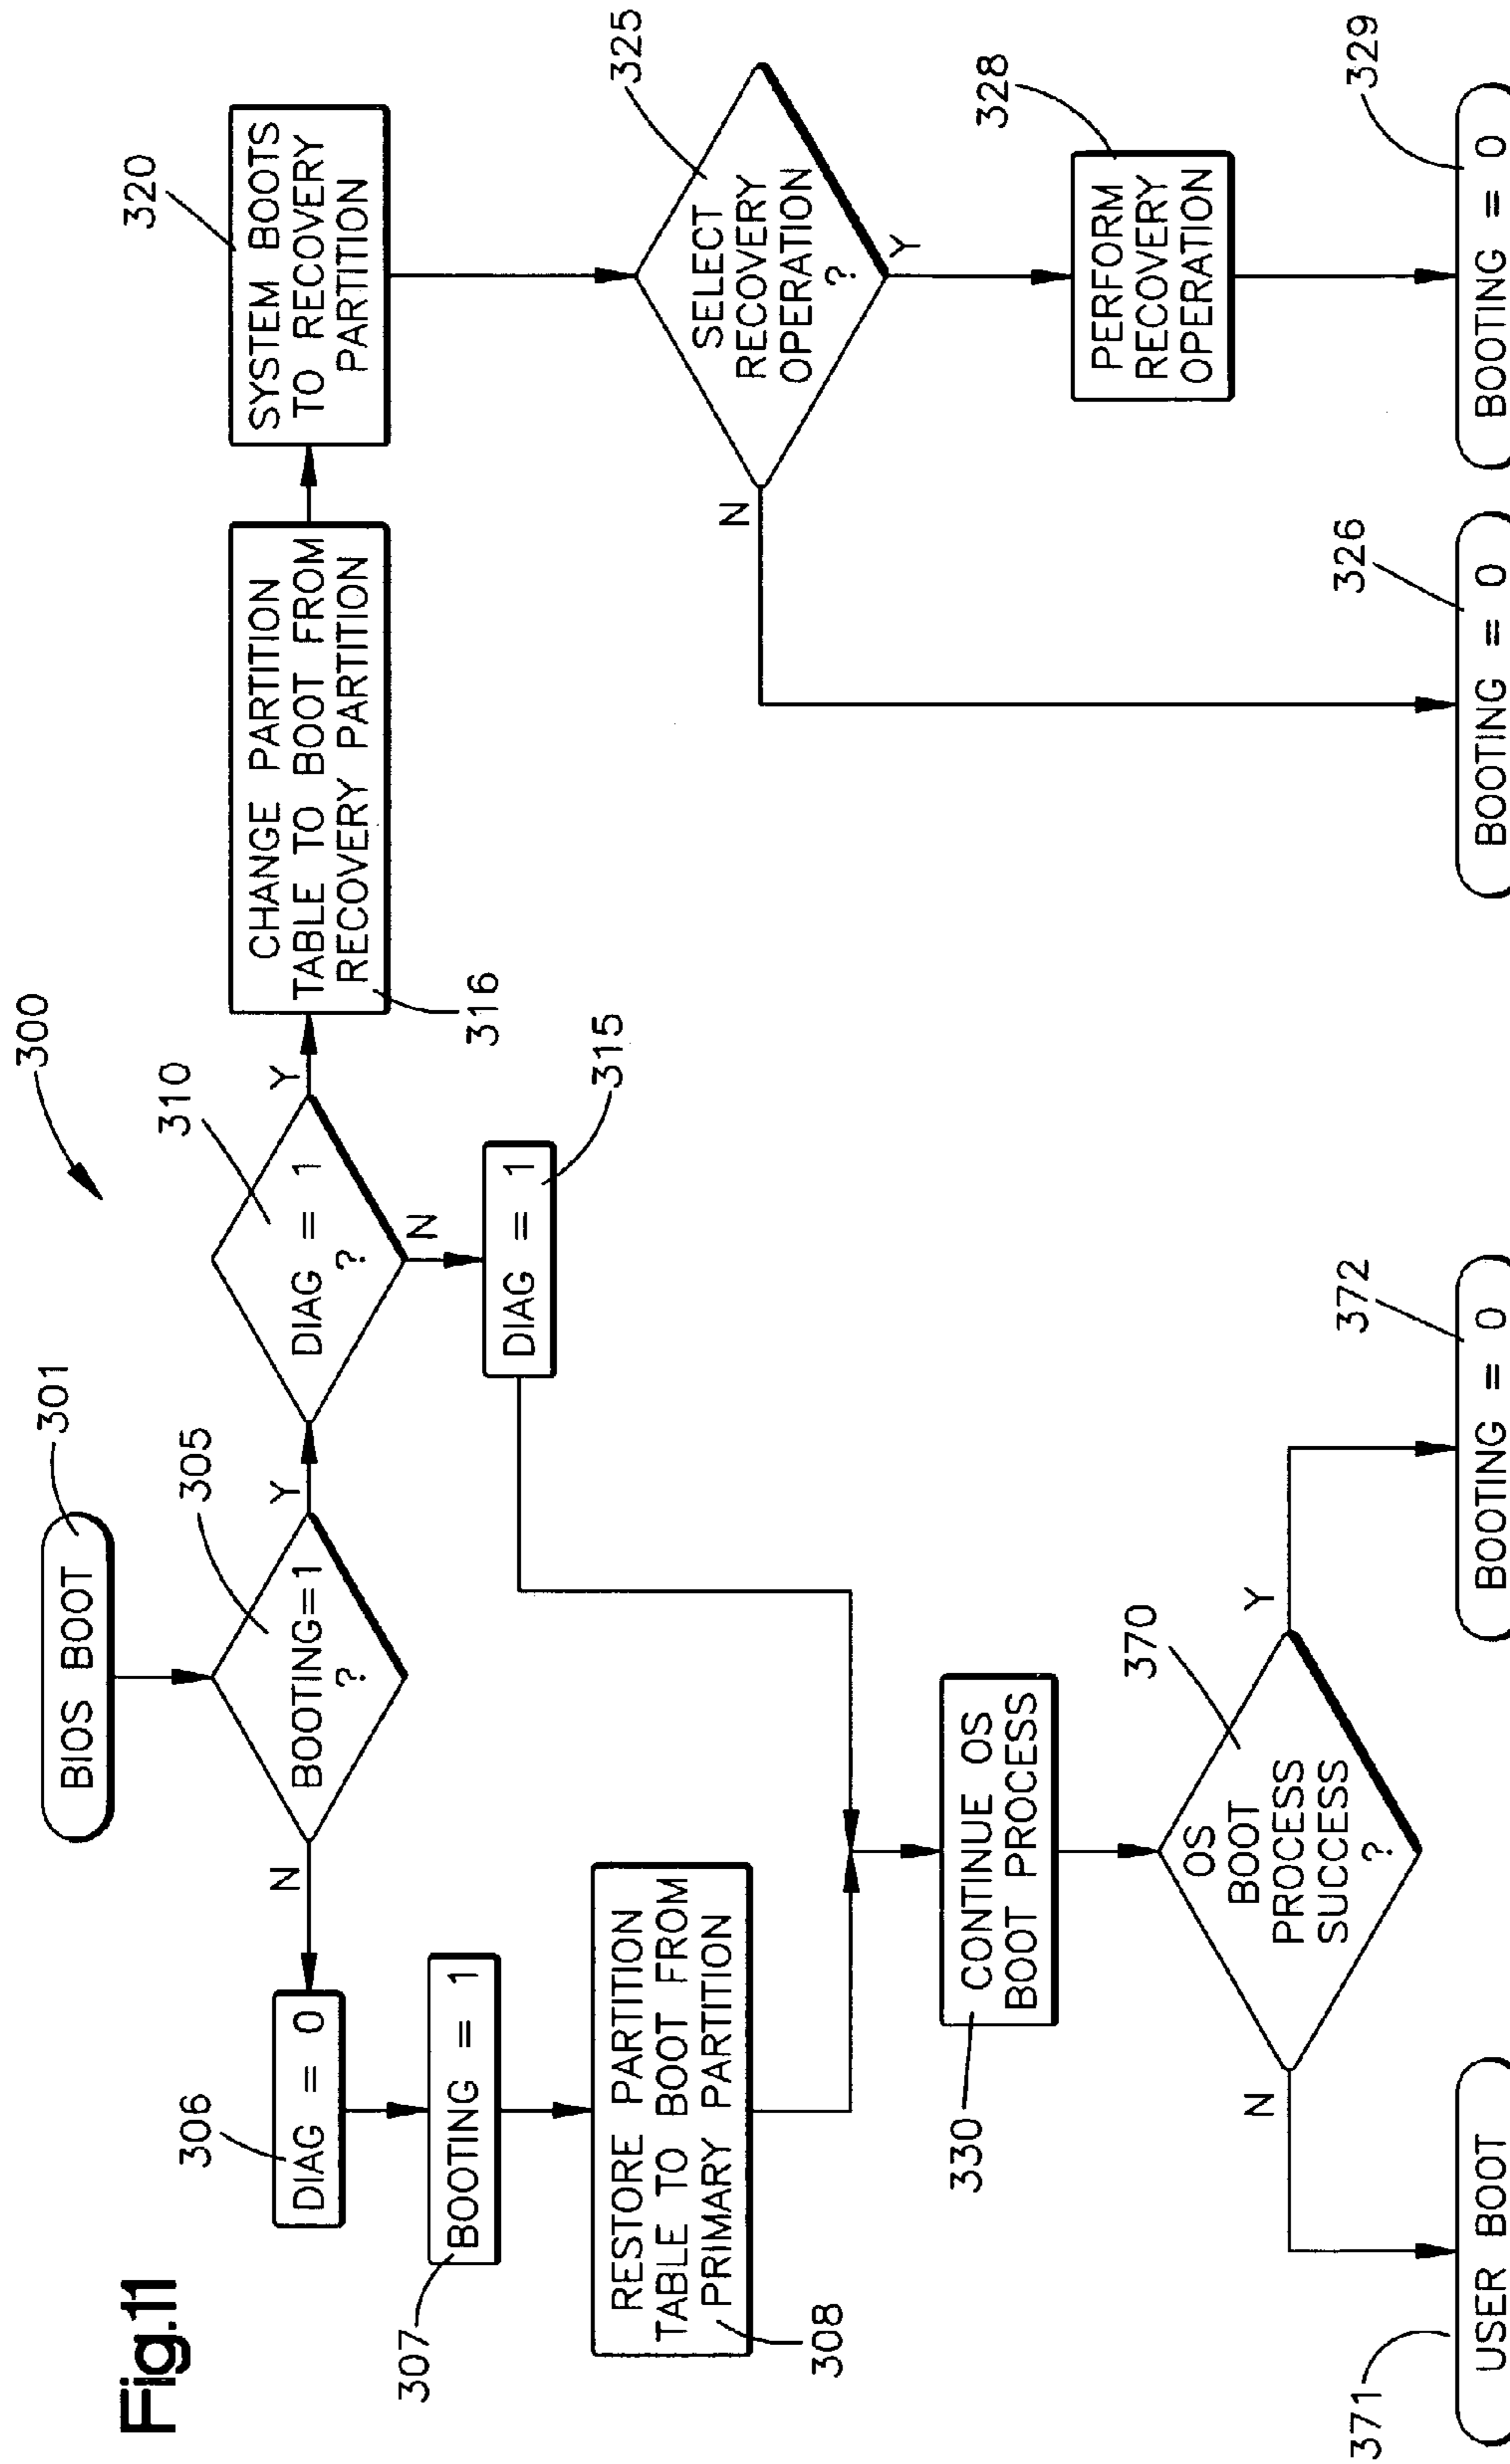 Fig.11
300
BIOS BOOT
301
BOOTING=1
?
305
N
Y
DIAG = 0
306
BOOTING = 1
307
RESTORE PARTITION
TABLE TO BOOT FROM
PRIMARY PARTITION
308
DIAG = 1
?
310
Y
N
DIAG = 1
315
CHANGE PARTITION
TABLE TO BOOT FROM
RECOVERY PARTITION
316
SYSTEM BOOTS
TO RECOVERY
PARTITION
320
SELECT
RECOVERY
OPERATION
?
325
N
Y
PERFORM
RECOVERY
OPERATION
328
BOOTING = 0
326
BOOTING = 0
329
CONTINUE OS
BOOT PROCESS
330
OS
BOOT
PROCESS
SUCCESS
?
370
N
Y
USER BOOT
371
BOOTING = 0
372